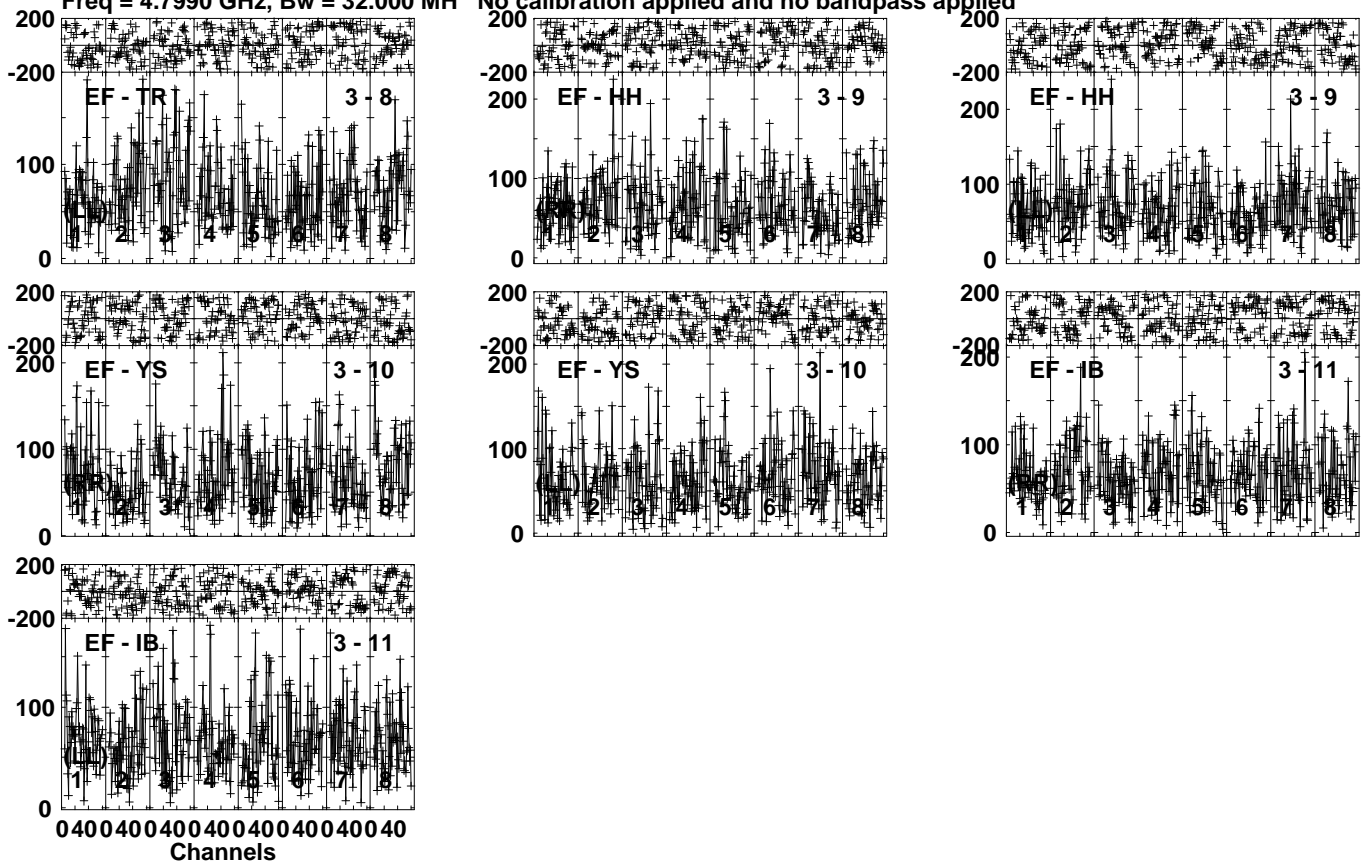 Freq = 4.7990 GHz, Bw = 32.000 MH No calibration applied and no bandpass applied
200
-200
EF - TR 3 - 8
100
0
(LL)
1 2 3 4 5 6 7 8
200
-200
200
EF - HH 3 - 9
100
0
(RR)
1 2 3 4 5 6 7 8
200
-200
200
EF - HH 3 - 9
100
0
(LL)
1 2 3 4 5 6 7 8
200
-200
200
EF - YS 3 - 10
100
0
(RR)
1 2 3 4 5 6 7 8
200
-200
200
EF - YS 3 - 10
100
0
(LL)
1 2 3 4 5 6 7 8
200
-200
200
EF - IB 3 - 11
100
0
(RR)
1 2 3 4 5 6 7 8
200
-200
EF - IB 3 - 11
100
0
(LL)
1 2 3 4 5 6 7 8
0 40 0 40 0 40 0 40 0 40 0 40 0 40 0 40
Channels